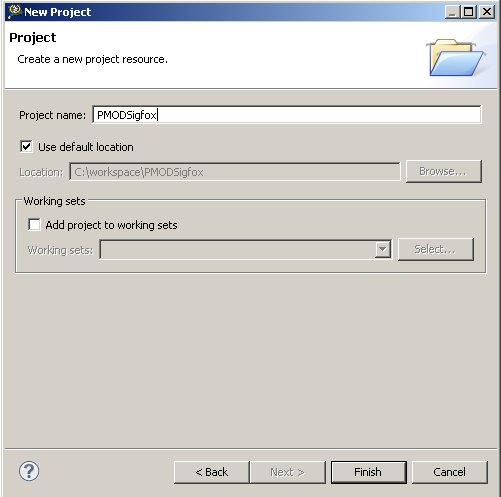 New Project
Project
Create a new project resource.
Project name: PMODSigfox
Use default location
Location: C:\workspace\PMODSigfox Browse...
Working sets
Add project to working sets
Working sets: Select...
? < Back Next > Finish Cancel